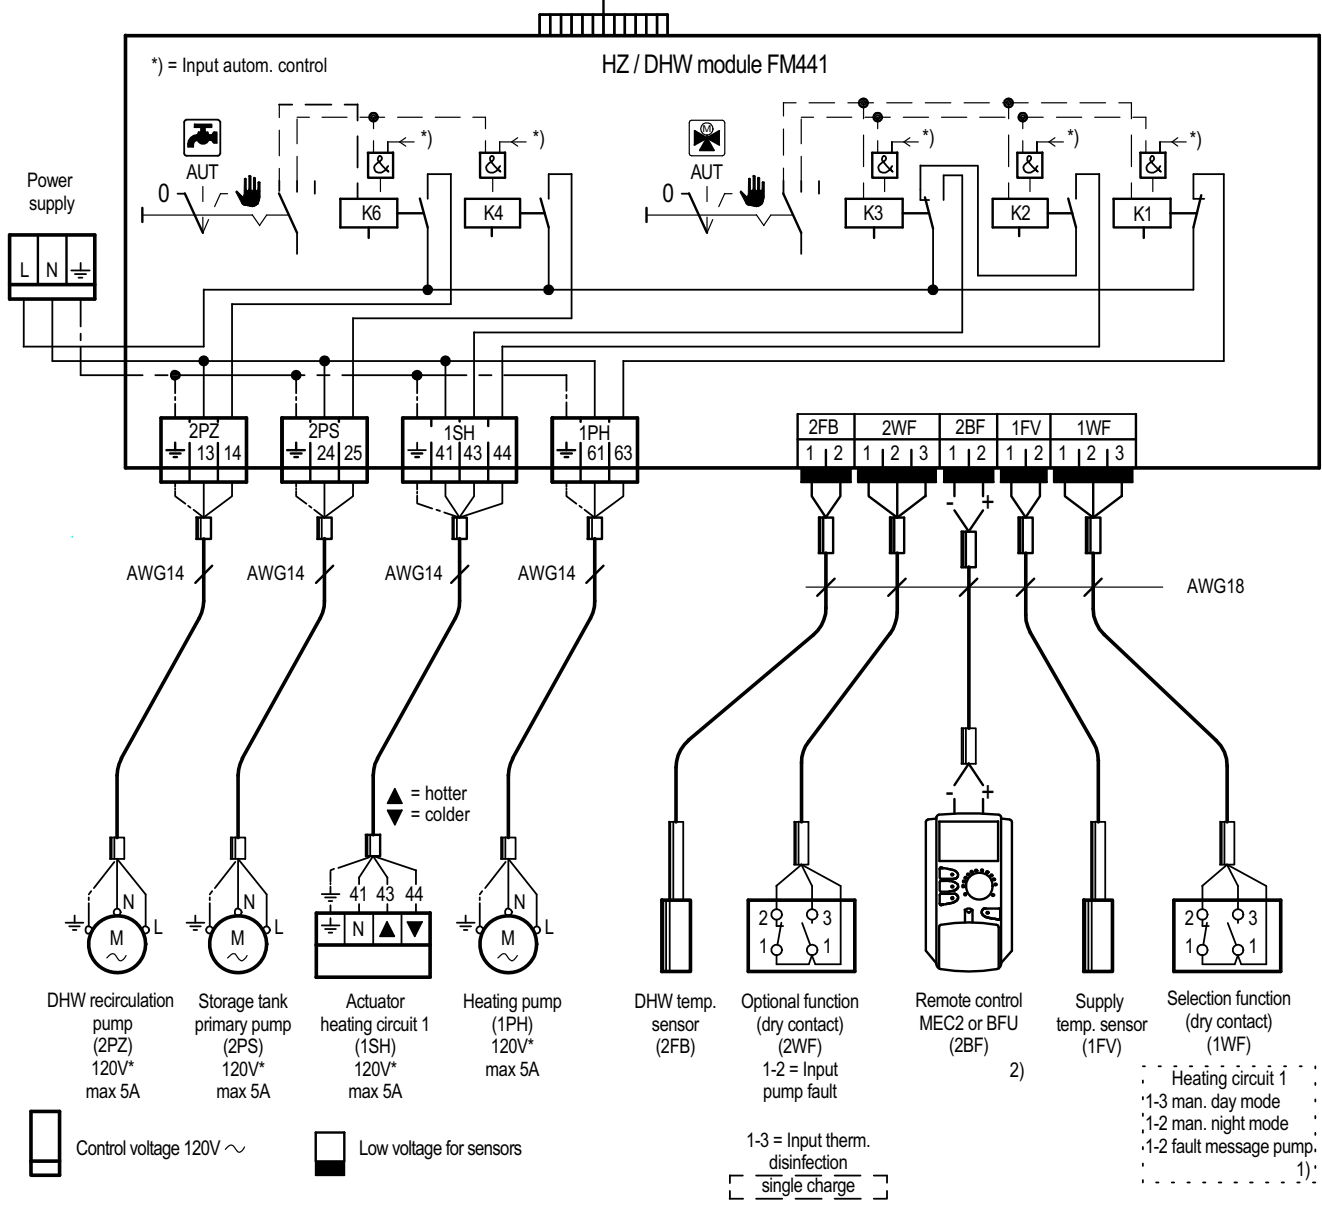 *) = Input autom. control
HZ / DHW module FM441
*)
*)
*)
*)
*)
M
&
&
&
&
&
AUT
AUT
0
0
K6
K4
K3
K2
K1
Power
supply
L N
2PZ
13 14
2PS
24 25
1SH
41 43 44
1PH
61 63
2FB
1 2
2WF
1 2 3
2BF
1 2
1FV
1 2
1WF
1 2 3
- +
AWG14
AWG14
AWG14
AWG14
AWG18
▲ = hotter
▼ = colder
- +
N
L
M
~
N
L
M
~
41 43 44
N ▲ ▼
N
L
M
~
2 3
1 1
2 3
1 1
DHW recirculation
pump
(2PZ)
120V*
max 5A
Storage tank
primary pump
(2PS)
120V*
max 5A
Actuator
heating circuit 1
(1SH)
120V*
max 5A
Heating pump
(1PH)
120V*
max 5A
DHW temp.
sensor
(2FB)
Optional function
(dry contact)
(2WF)
1-2 = Input
pump fault
1-3 = Input therm.
disinfection
single charge
Remote control
MEC2 or BFU
(2BF)
2)
Supply
temp. sensor
(1FV)
Selection function
(dry contact)
(1WF)
Heating circuit 1
1-3 man. day mode
1-2 man. night mode
1-2 fault message pump
1)
Control voltage 120V ~
Low voltage for sensors